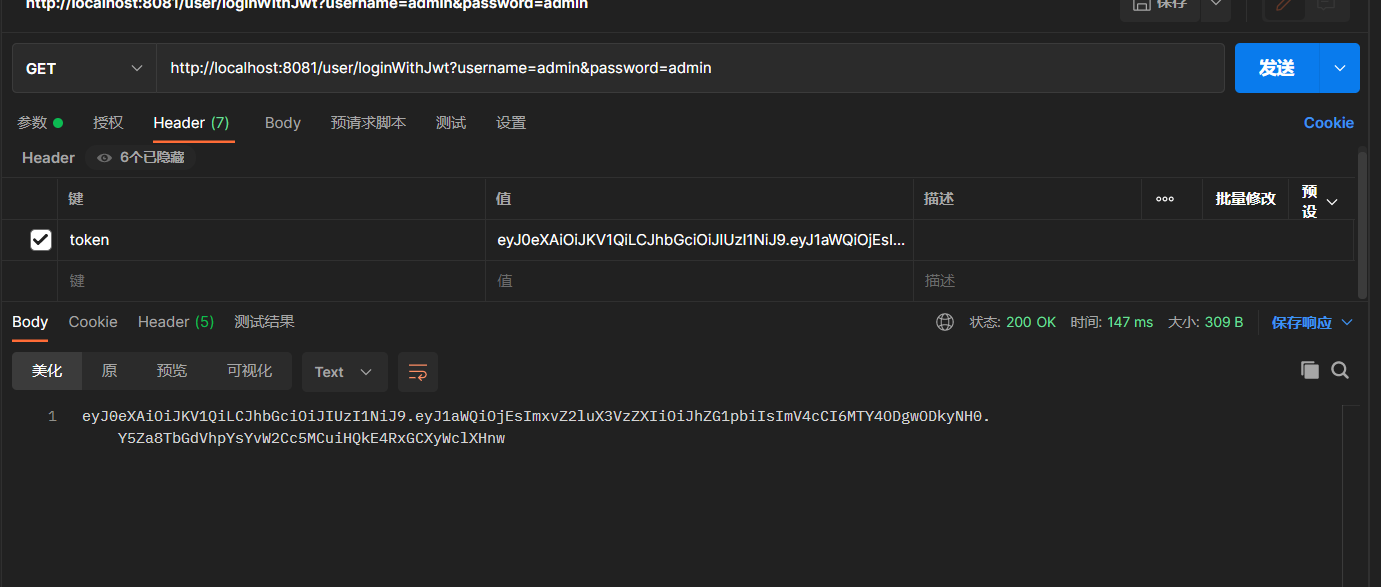 http://localhost:8081/user/loginWithJwt?username=admin&password=admin
保存
GET
http://localhost:8081/user/loginWithJwt?username=admin&password=admin
发送
参数 授权 Header (7) Body 预请求脚本 测试 设置 Cookie
Header 6个已隐藏
键 值 描述 ooo 批量修改 预设
token eyJ0eXAiOiJKV1QiLCJhbGciOiJIUzI1NiJ9.eyJ1aWQiOjEsI...
键 值 描述
Body Cookie Header (5) 测试结果 状态: 200 OK 时间: 147 ms 大小: 309 B 保存响应
美化 原 预览 可视化 Text
1 eyJ0eXAiOiJKV1QiLCJhbGciOiJIUzI1NiJ9.eyJ1aWQiOjEsImxvZ2luX3VzZXIiOiJhZG1pbiIsImV4cCI6MTY4ODgwODkyNH0.
Y5Za8TbGdVhpYsYvW2Cc5MCuiHQkE4RxGCXyWclXHnw